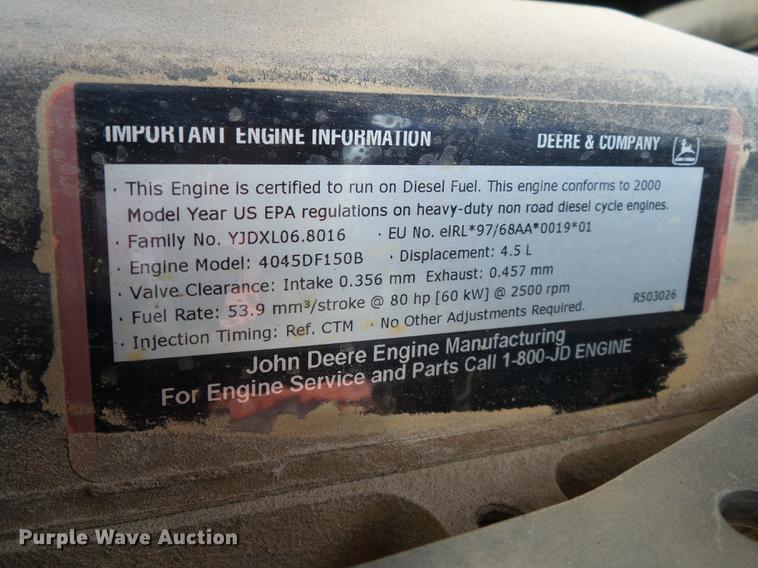 IMPORTANT ENGINE INFORMATION DEERE & COMPANY
· This Engine is certified to run on Diesel Fuel. This engine conforms to 2000
Model Year US EPA regulations on heavy-duty non road diesel cycle engines.
· Family No. YJDXL06.8016 · EU No. eIRL*97/68AA*0019*01
· Engine Model: 4045DF150B · Displacement: 4.5 L
· Valve Clearance: Intake 0.356 mm Exhaust: 0.457 mm
· Fuel Rate: 53.9 mm³/stroke @ 80 hp [60 kW] @ 2500 rpm
R503026
· Injection Timing: Ref. CTM · No Other Adjustments Required.
John Deere Engine Manufacturing
For Engine Service and Parts Call 1-800-JD ENGINE
Purple Wave Auction